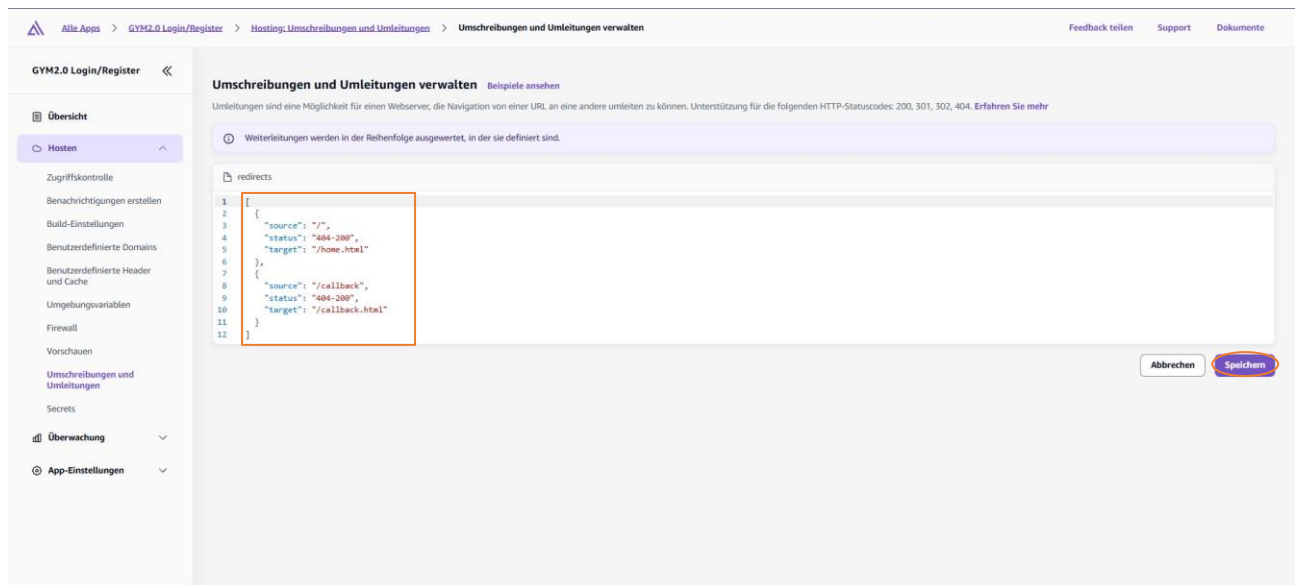 Alle Apps > GYM2.0 Login/Register > Hosting: Umschreibungen und Umleitungen > Umschreibungen und Umleitungen verwalten
Feedback teilen Support Dokumente
GYM2.0 Login/Register
Übersicht
Hosten
Zugriffskontrolle
Benachrichtigungen erstellen
Build-Einstellungen
Benutzerdefinierte Domains
Benutzerdefinierte Header
und Cache
Umgebungsvariablen
Firewall
Vorschauen
Umschreibungen und
Umleitungen
Secrets
Überwachung
App-Einstellungen
Umschreibungen und Umleitungen verwalten Beispiele ansehen
Umleitungen sind eine Möglichkeit für einen Webserver, die Navigation von einer URL an eine andere umleiten zu können. Unterstützung für die folgenden HTTP-Statuscodes: 200, 301, 302, 404. Erfahren Sie mehr
Weiterleitungen werden in der Reihenfolge ausgewertet, in der sie definiert sind.
redirects
1 [
2 {
3 "source": "/",
4 "status": "404-200",
5 "target": "/home.html"
6 },
7 {
8 "source": "/callback",
9 "status": "404-200",
10 "target": "/callback.html"
11 }
12 ]
Abbrechen Speichern